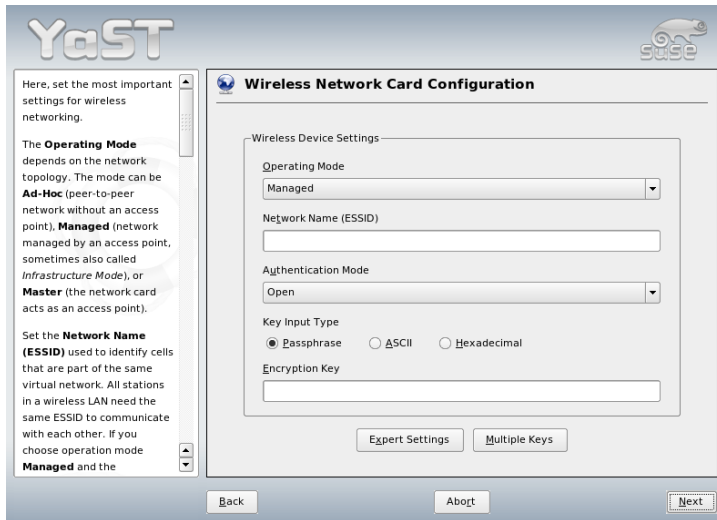 YaST
suse
Here, set the most important
settings for wireless
networking.
The Operating Mode
depends on the network
topology. The mode can be
Ad-Hoc (peer-to-peer
network without an access
point), Managed (network
managed by an access point,
sometimes also called
Infrastructure Mode), or
Master (the network card
acts as an access point).
Set the Network Name
(ESSID) used to identify cells
that are part of the same
virtual network. All stations
in a wireless LAN need the
same ESSID to communicate
with each other. If you
choose operation mode
Managed and the
Wireless Network Card Configuration
Wireless Device Settings
Operating Mode
Managed
Network Name (ESSID)
Authentication Mode
Open
Key Input Type
Passphrase ASCII Hexadecimal
Encryption Key
Expert Settings Multiple Keys
Back Abort Next